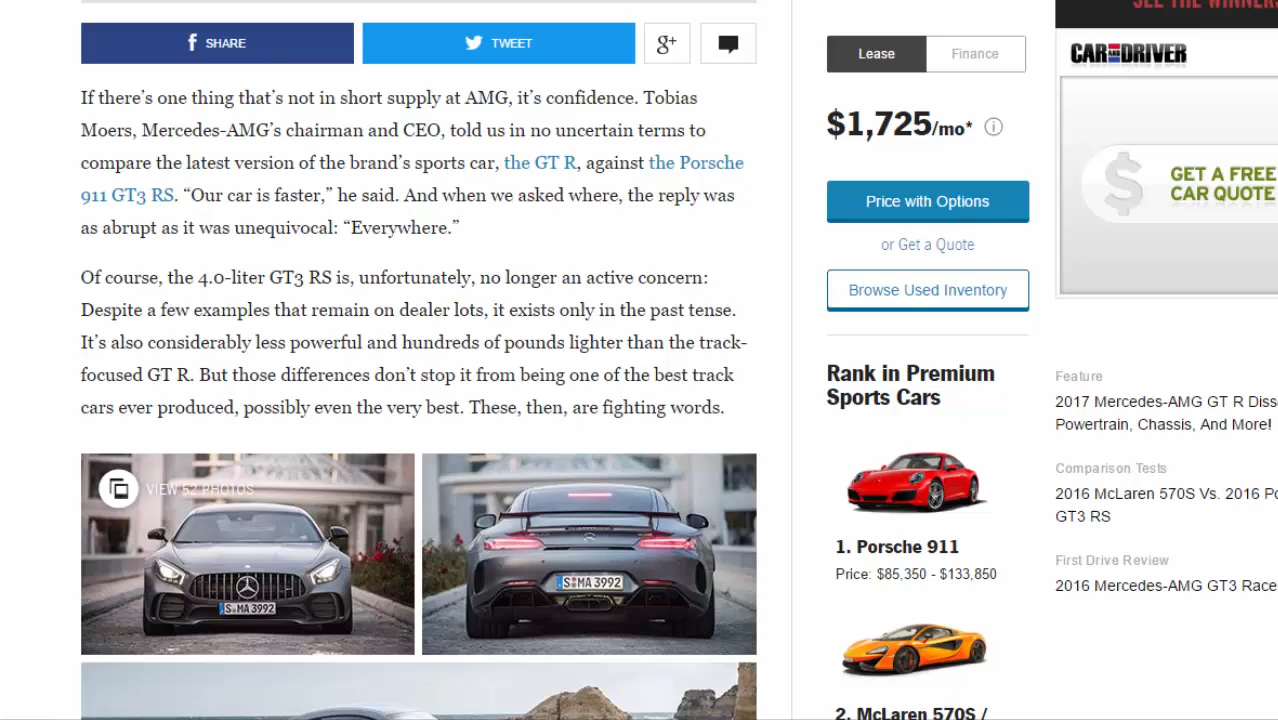 SHARE
TWEET
g+
If there’s one thing that’s not in short supply at AMG, it’s confidence. Tobias
Moers, Mercedes-AMG’s chairman and CEO, told us in no uncertain terms to
compare the latest version of the brand’s sports car, the GT R, against the Porsche
911 GT3 RS. “Our car is faster,” he said. And when we asked where, the reply was
as abrupt as it was unequivocal: “Everywhere.”
Of course, the 4.0-liter GT3 RS is, unfortunately, no longer an active concern:
Despite a few examples that remain on dealer lots, it exists only in the past tense.
It’s also considerably less powerful and hundreds of pounds lighter than the track-
focused GT R. But those differences don’t stop it from being one of the best track
cars ever produced, possibly even the very best. These, then, are fighting words.
VIEW 52 PHOTOS
S MA 3992
S MA 3992
Lease
Finance
$1,725/mo*
Price with Options
or Get a Quote
Browse Used Inventory
Rank in Premium
Sports Cars
1. Porsche 911
Price: $85,350 - $133,850
2. McLaren 570S /
SEE THE WINNERS
CAR AND DRIVER
GET A FREE
CAR QUOTE
Feature
2017 Mercedes-AMG GT R Diss
Powertrain, Chassis, And More!
Comparison Tests
2016 McLaren 570S Vs. 2016 Po
GT3 RS
First Drive Review
2016 Mercedes-AMG GT3 Race